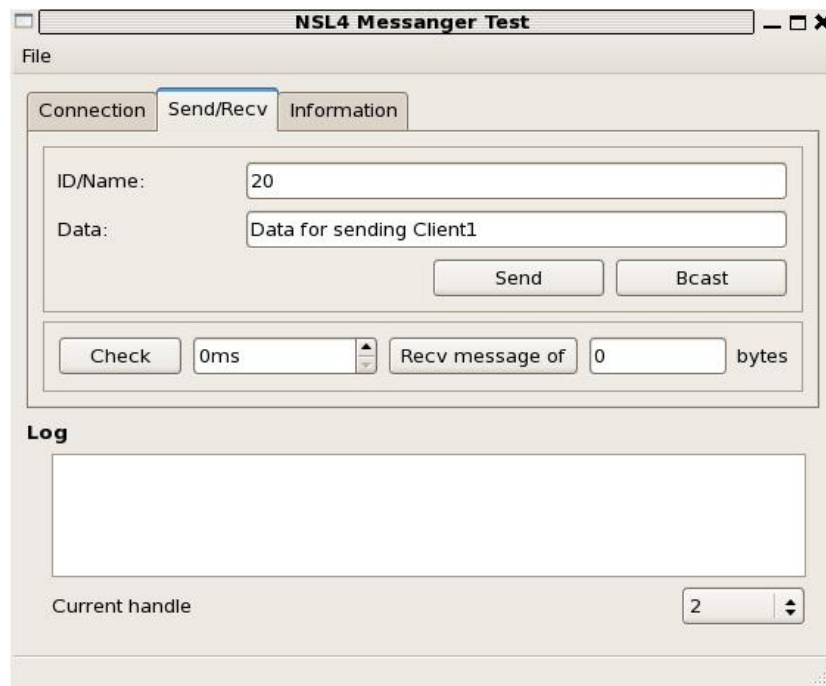 NSL4 Messanger Test
File
Connection Send/Recv Information
ID/Name: 20
Data: Data for sending Client1
Send Bcast
Check 0ms Recv message of 0 bytes
Log
Current handle 2